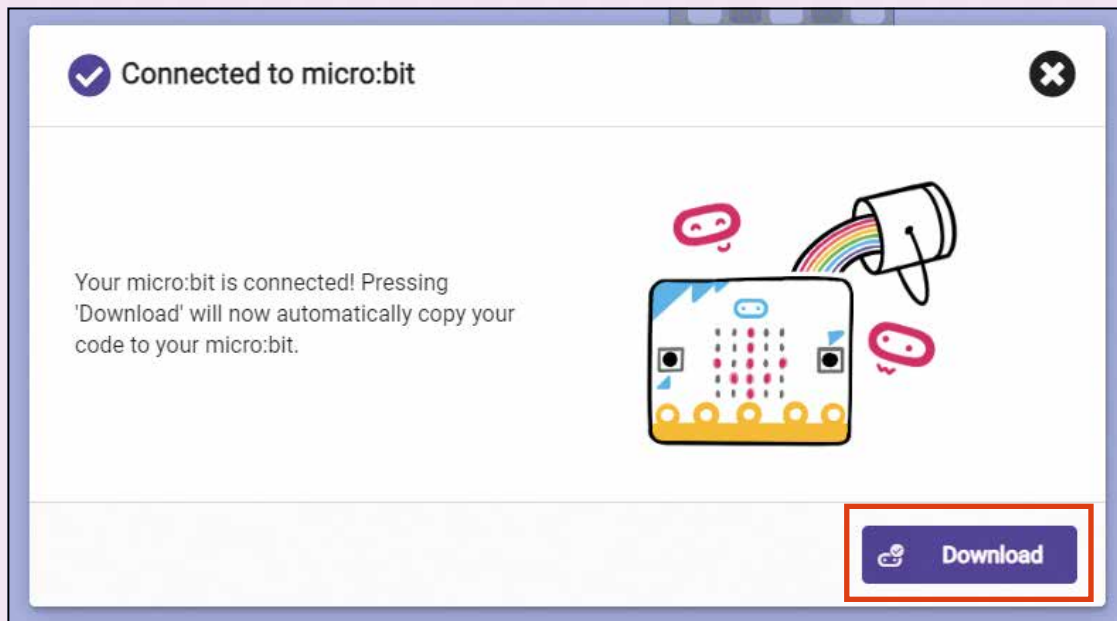 Connected to micro:bit
Your micro:bit is connected! Pressing
'Download' will now automatically copy your
code to your micro:bit.
Download